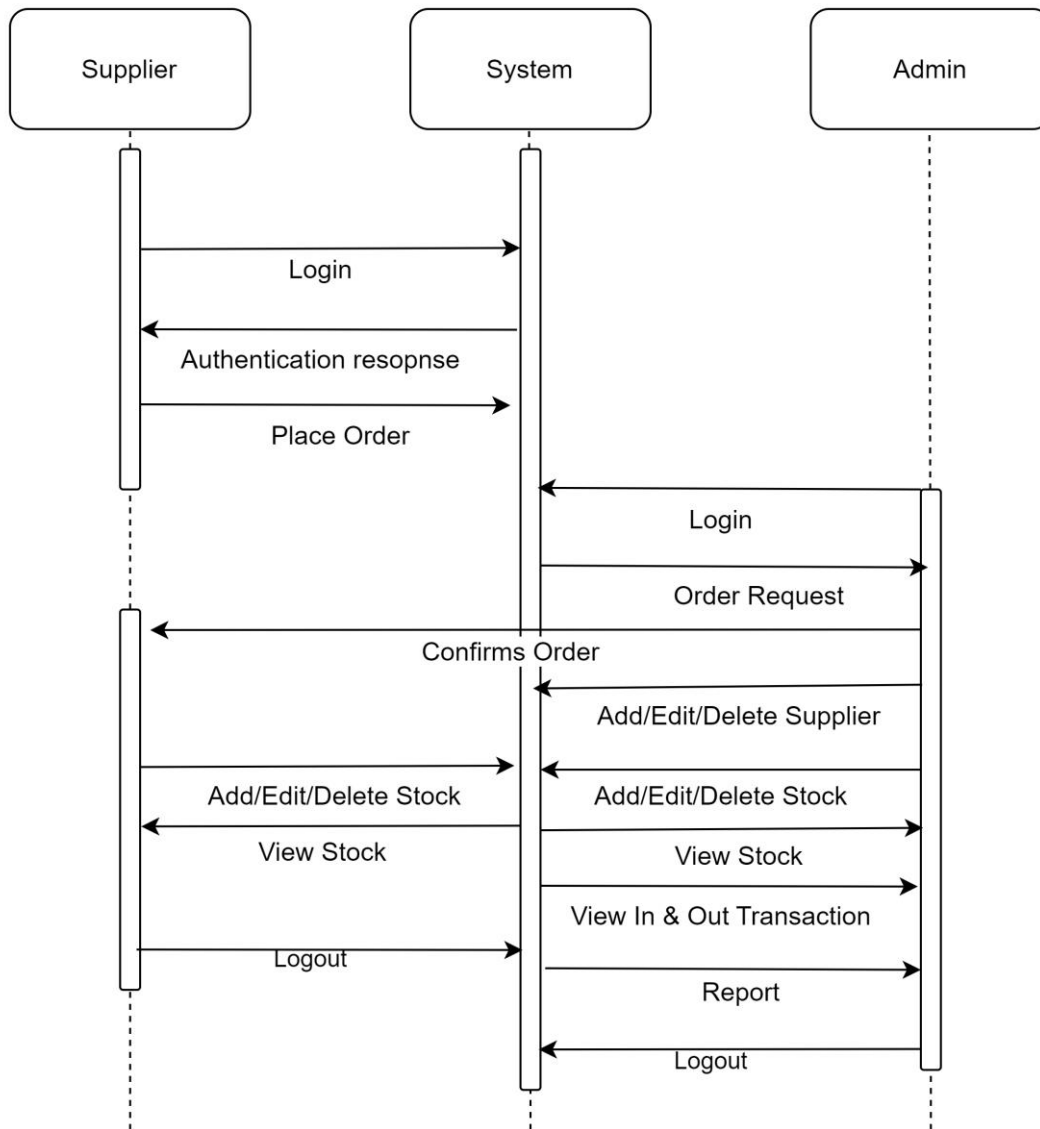 Supplier
System
Admin
Login
Authentication resopnse
Place Order
Login
Order Request
Confirms Order
Add/Edit/Delete Supplier
Add/Edit/Delete Stock
Add/Edit/Delete Stock
View Stock
View Stock
View In & Out Transaction
Logout
Report
Logout